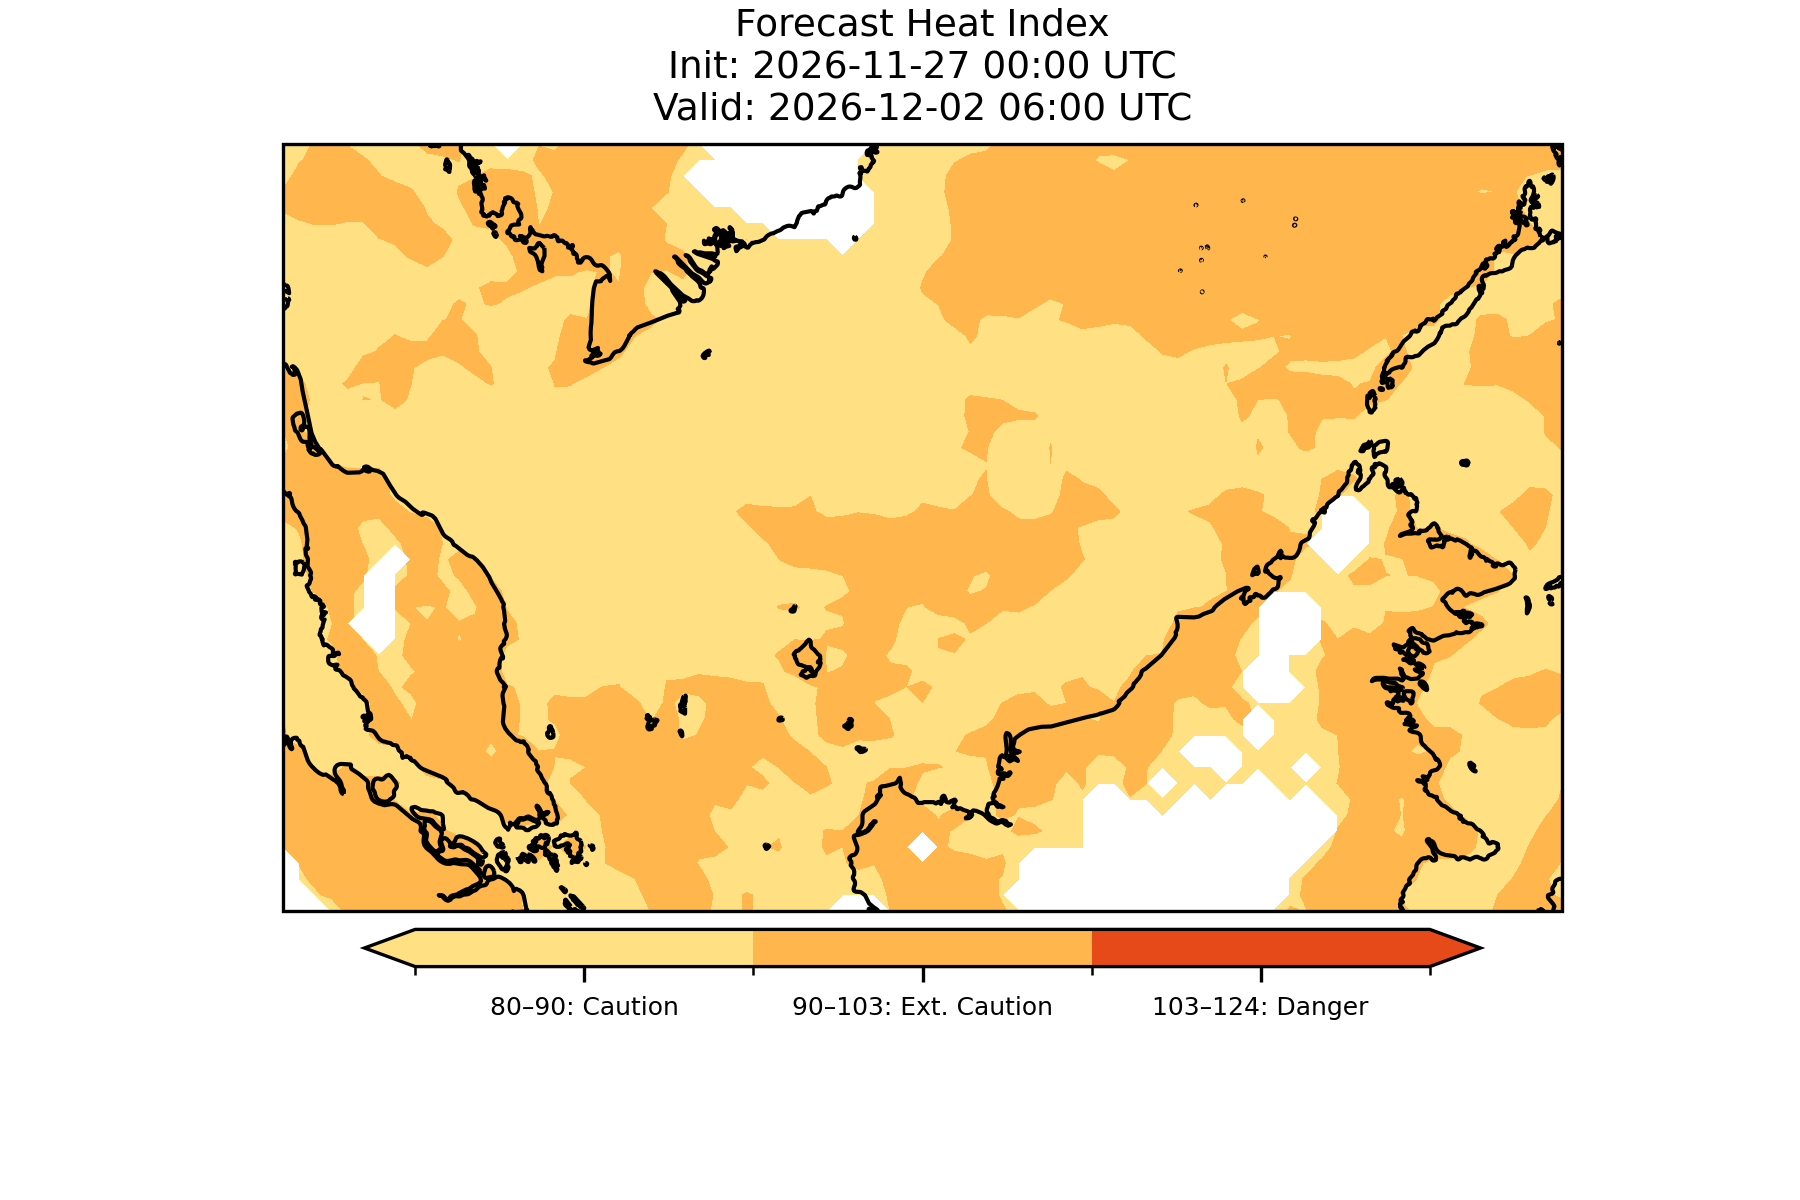 Forecast Heat Index
Init: 2026-11-27 00:00 UTC
Valid: 2026-12-02 06:00 UTC
80–90: Caution
90–103: Ext. Caution
103–124: Danger